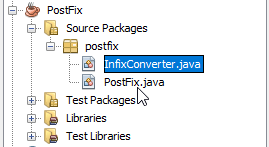 PostFix
Source Packages
postfix
InfixConverter.java
PostFix.java
Test Packages
Libraries
Test Libraries